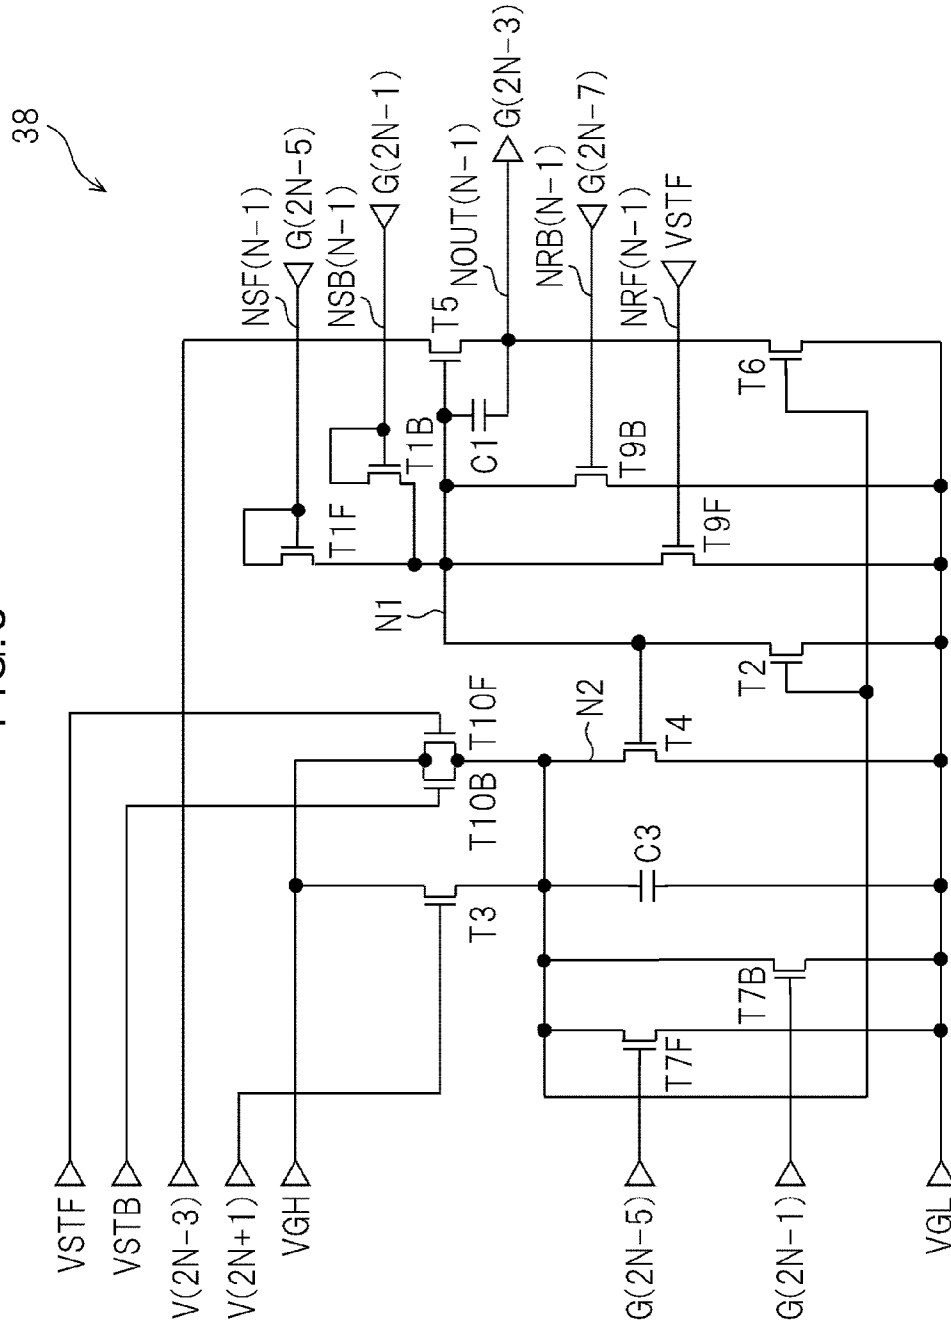 38
NSF(N-1)
G(2N-5)
NSB(N-1)
G(2N-1)
NOUT(N-1)
G(2N-3)
NRB(N-1)
G(2N-7)
NRF(N-1)
VSTF
T5
T1B
T1F
C1
T9B
T9F
T6
N1
T2
T10F
T10B
N2
T4
C3
T3
T7B
T7F
VSTF
VSTB
V(2N-3)
V(2N+1)
VGH
G(2N-5)
G(2N-1)
VGL